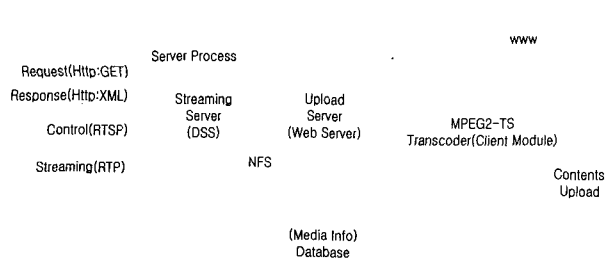 www
Server Process
Request(Http:GET)
Response(Http:XML)
Control(RTSP)
Streaming(RTP)
Streaming
Server
(DSS)
Upload
Server
(Web Server)
MPEG2-TS
Transcoder(Client Module)
NFS
Contents
Upload
(Media Info)
Database